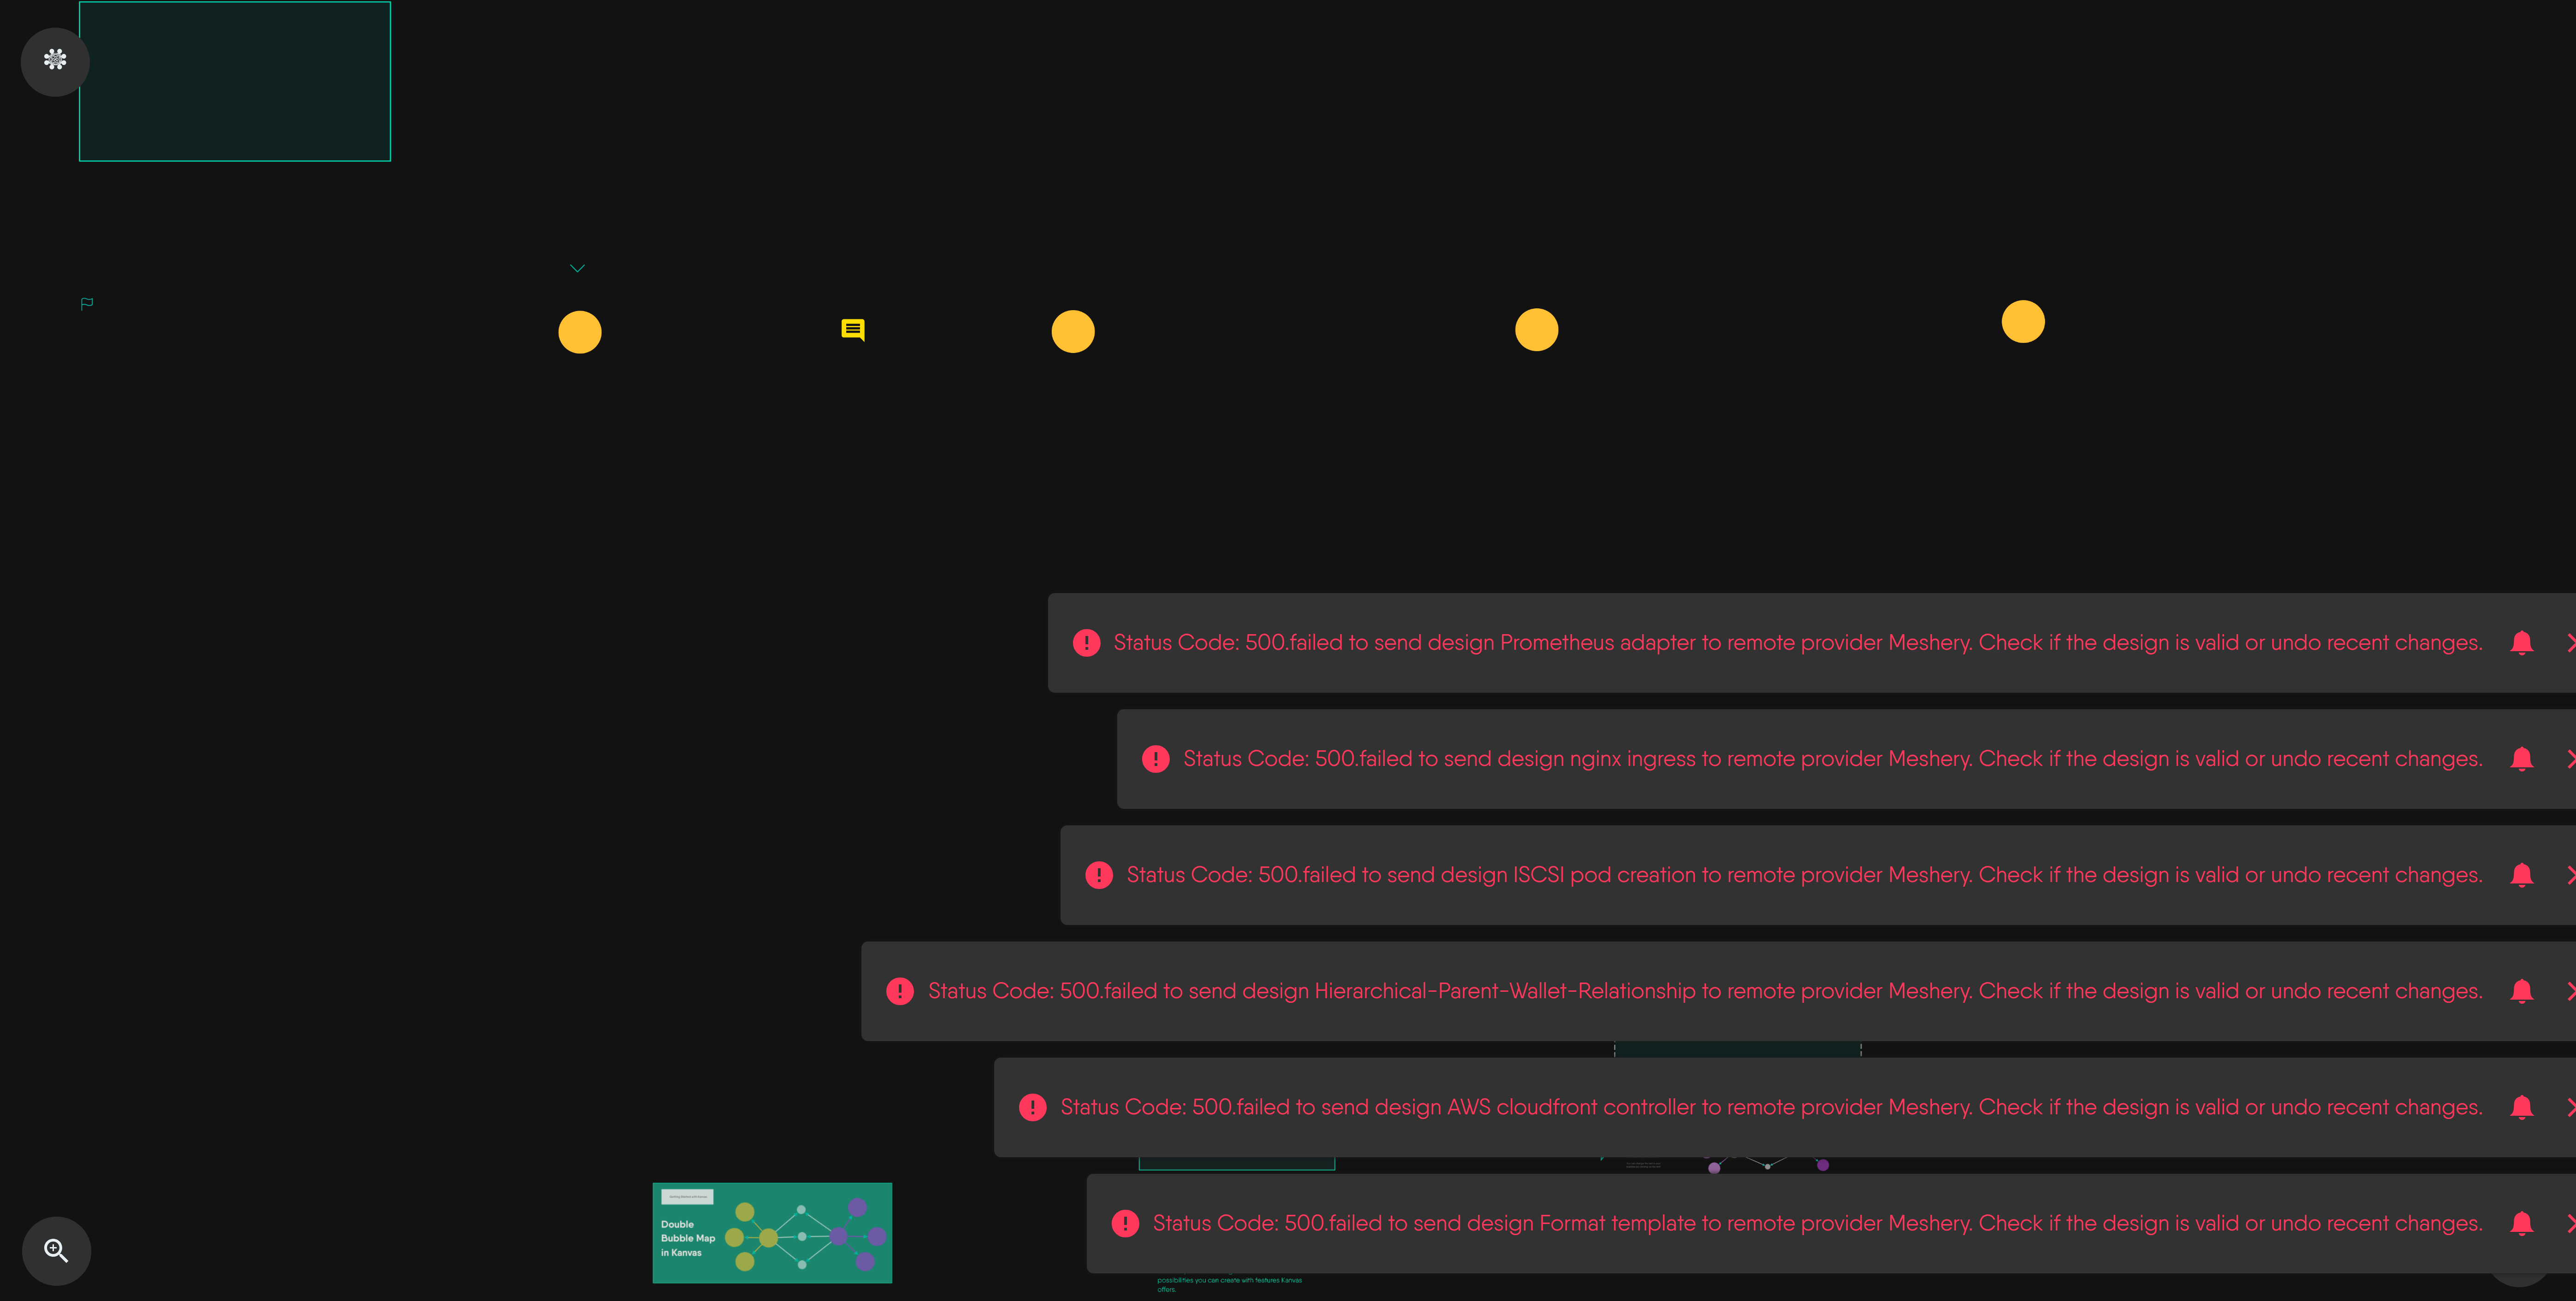 Status Code: 500.failed to send design Prometheus adapter to remote provider Meshery. Check if the design is valid or undo recent changes.
Status Code: 500.failed to send design nginx ingress to remote provider Meshery. Check if the design is valid or undo recent changes.
Status Code: 500.failed to send design ISCSI pod creation to remote provider Meshery. Check if the design is valid or undo recent changes.
Status Code: 500.failed to send design Hierarchical-Parent-Wallet-Relationship to remote provider Meshery. Check if the design is valid or undo recent changes.
Status Code: 500.failed to send design AWS cloudfront controller to remote provider Meshery. Check if the design is valid or undo recent changes.
Status Code: 500.failed to send design Format template to remote provider Meshery. Check if the design is valid or undo recent changes.
Double
Bubble Map
in Kanvas
possibilities you can create with features Kanvas
offers.